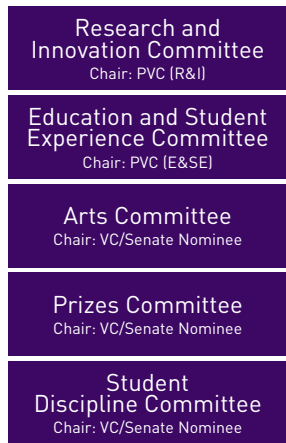 Research and
Innovation Committee
Chair: PVC (R&I)
Education and Student
Experience Committee
Chair: PVC (E&SE)
Arts Committee
Chair: VC/Senate Nominee
Prizes Committee
Chair: VC/Senate Nominee
Student
Discipline Committee
Chair: VC/Senate Nominee